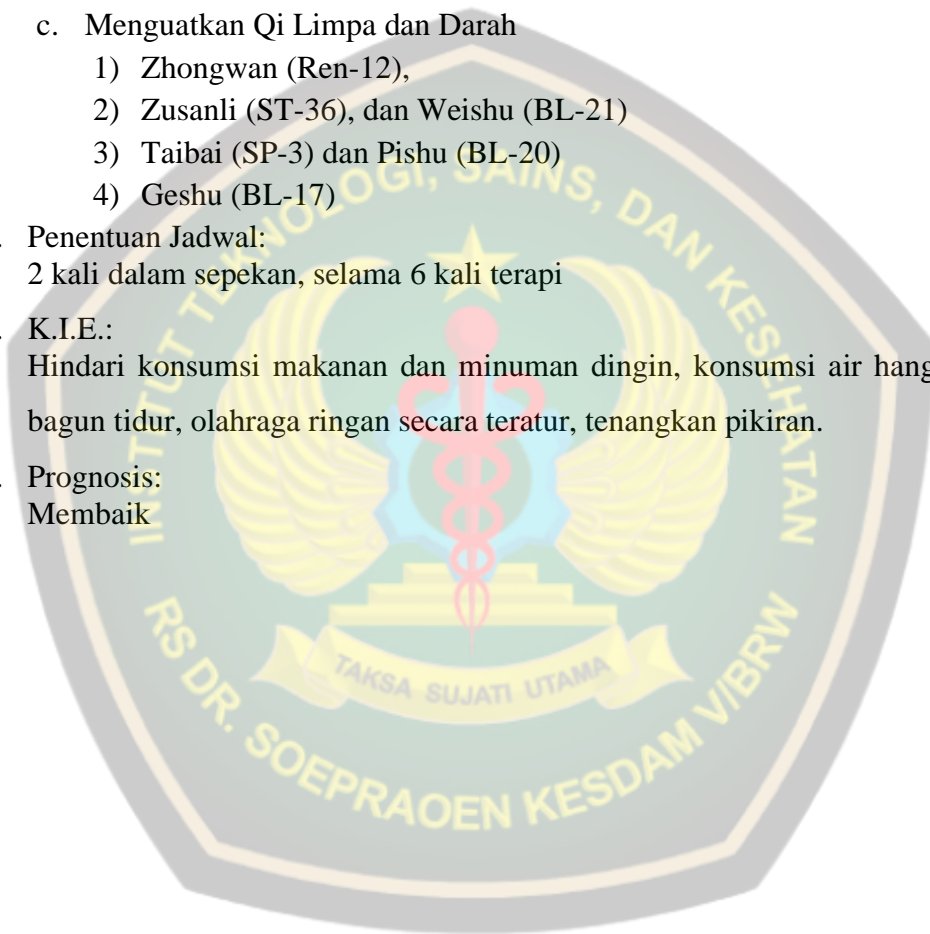 c. Menguatkan Qi Limpa dan Darah
1) Zhongwan (Ren-12),
2) Zusanli (ST-36), dan Weishu (BL-21)
3) Taibai (SP-3) dan Pishu (BL-20)
4) Geshu (BL-17)
. Penentuan Jadwal:
2 kali dalam sepekan, selama 6 kali terapi
. K.I.E.:
Hindari konsumsi makanan dan minuman dingin, konsumsi air hang
bagun tidur, olahraga ringan secara teratur, tenangkan pikiran.
. Prognosis:
Membaik
INSTITUT TEKNOLOGI, SAINS, DAN KESEHATAN
TAKSA SUJATI UTAMA
RS DR. SOEPRAOEN KESDAM V/BRW